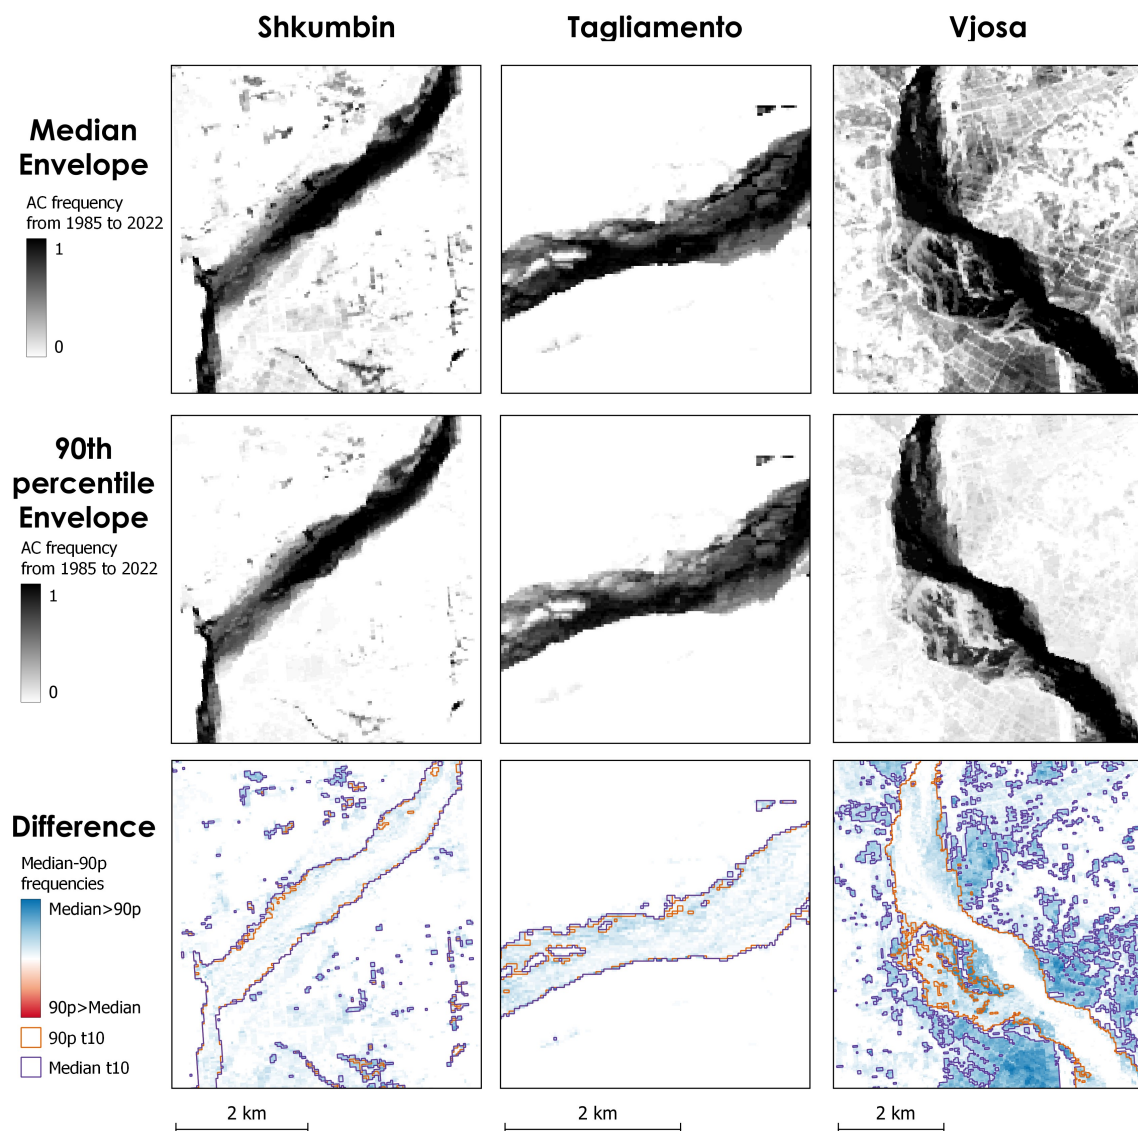 Shkumbin
Tagliamento
Vjosa
Median
Envelope
AC frequency
from 1985 to 2022
1
0
90th
percentile
Envelope
AC frequency
from 1985 to 2022
1
0
Difference
Median-90p
frequencies
Median>90p
90p>Median
90p t10
Median t10
2 km
2 km
2 km